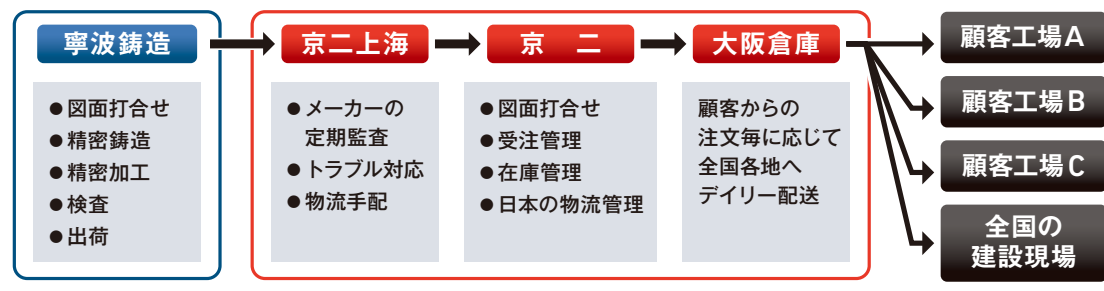 寧波鋳造
●図面打合せ
●精密鋳造
●精密加工
●検査
●出荷
京二上海
●メーカーの
定期監査
●トラブル対応
●物流手配
京 二
●図面打合せ
●受注管理
●在庫管理
●日本の物流管理
大阪倉庫
顧客からの
注文毎に応じて
全国各地へ
デイリー配送
顧客工場A
顧客工場B
顧客工場C
全国の
建設現場